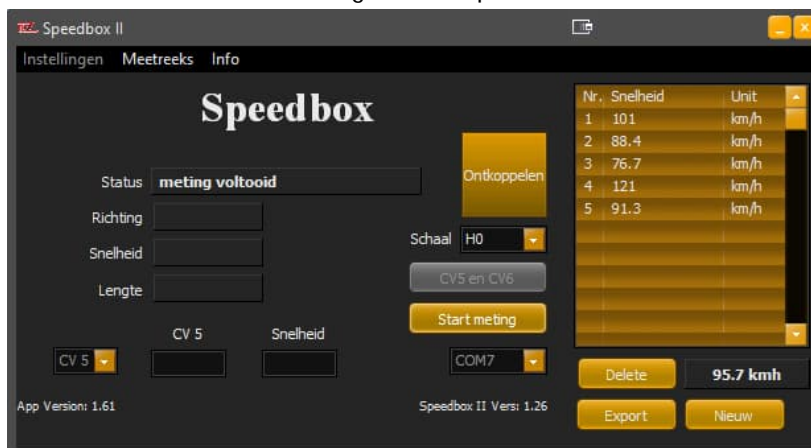 Speedbox II
Instellingen Meetreeks Info
Speedbox
Status meting voltooid
Ontkoppelen
Richting
Schaal H0
Snelheid
CV5 en CV6
Lengte
Start meting
CV 5 Snelheid
CV 5
COM7
App Version: 1.61
Speedbox II Vers: 1.26
Nr. Snelheid Unit
1 101 km/h
2 88.4 km/h
3 76.7 km/h
4 121 km/h
5 91.3 km/h
Delete 95.7 kmh
Export Nieuw